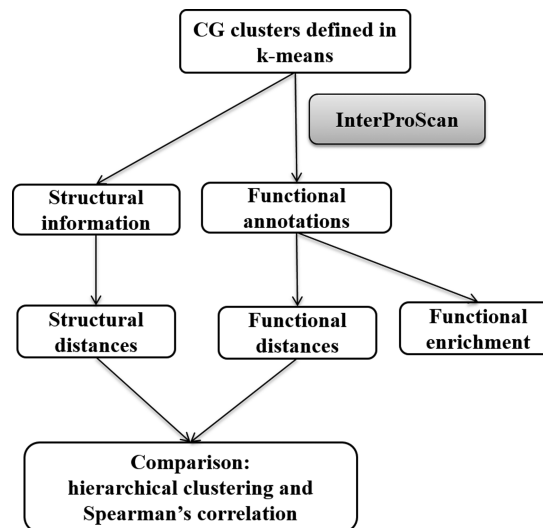 CG clusters defined in
k-means
InterProScan
Structural
information
Functional
annotations
Structural
distances
Functional
distances
Functional
enrichment
Comparison:
hierarchical clustering and
Spearman's correlation